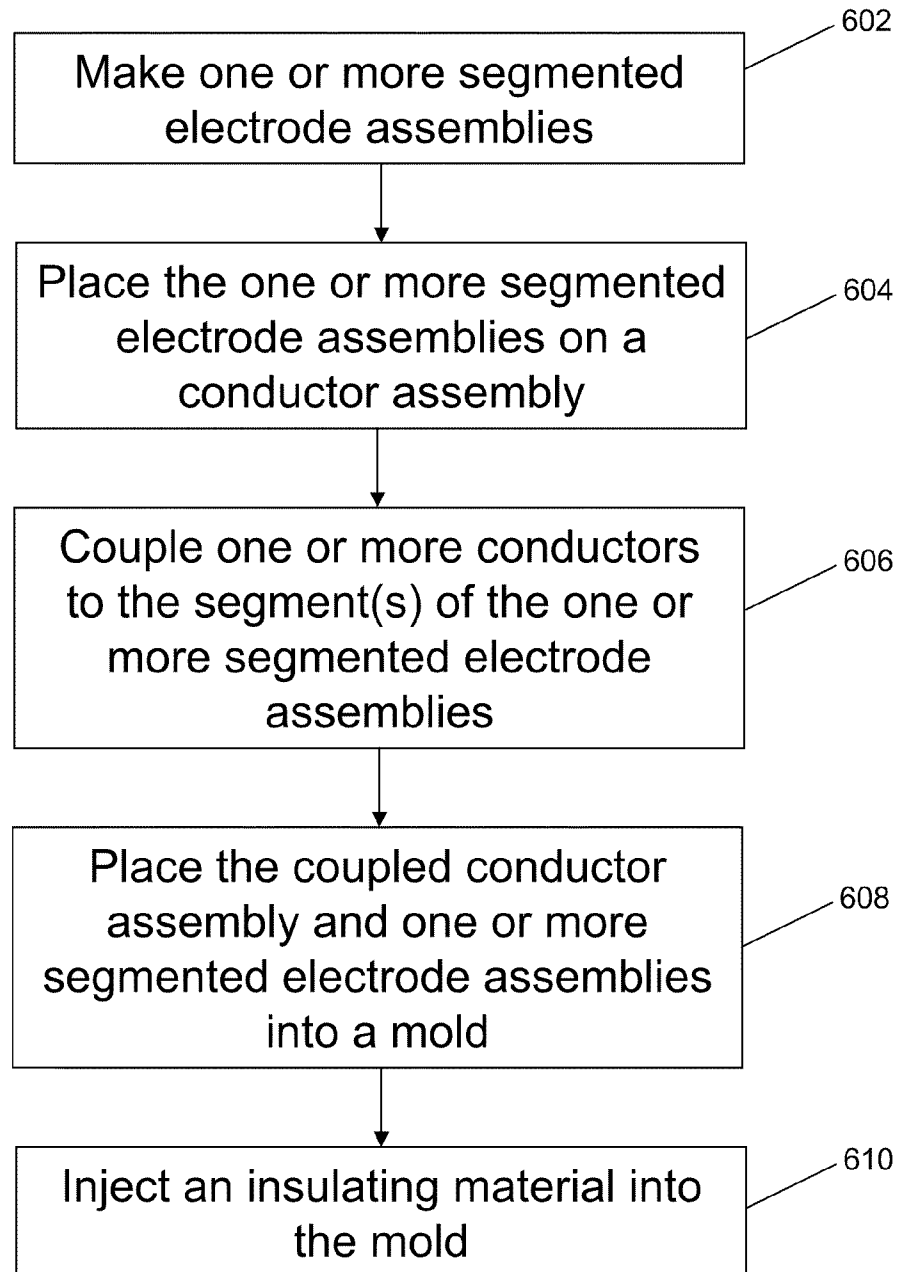 602
Make one or more segmented
electrode assemblies
604
Place the one or more segmented
electrode assemblies on a
conductor assembly
606
Couple one or more conductors
to the segment(s) of the one or
more segmented electrode
assemblies
608
Place the coupled conductor
assembly and one or more
segmented electrode assemblies
into a mold
610
Inject an insulating material into
the mold